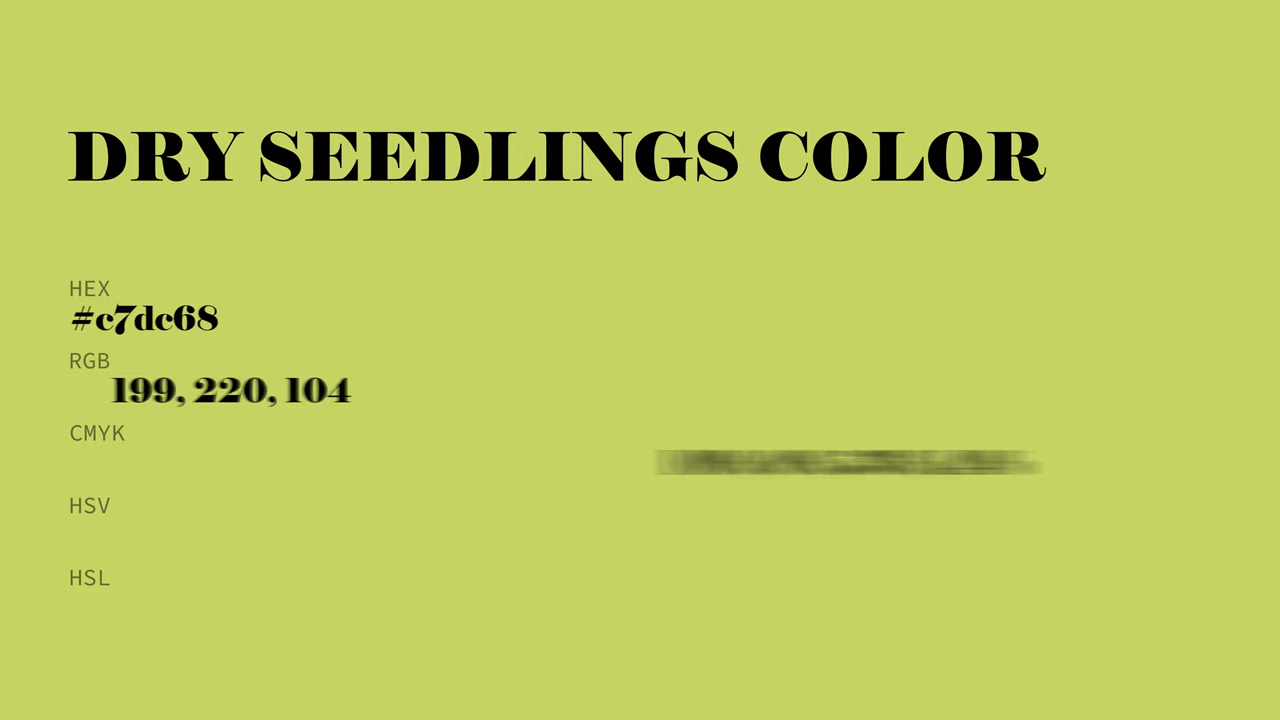 DRY SEEDLINGS COLOR
HEX
#c7dc68
RGB
199, 220, 104
CMYK
HSV
HSL